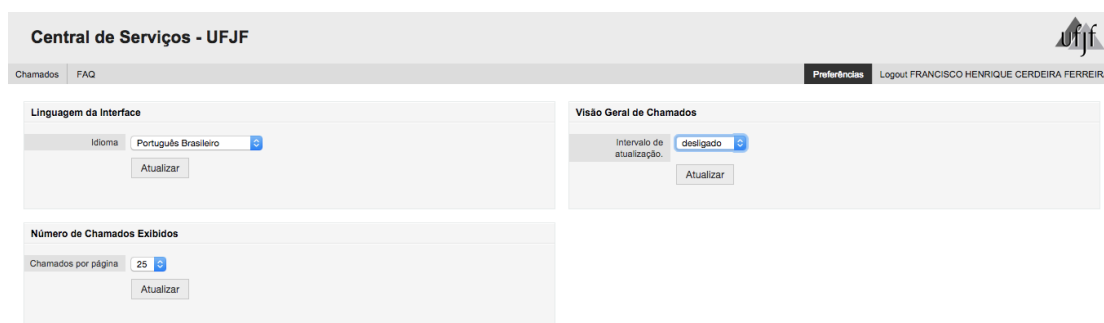 Central de Serviços - UFJF
ufjf
Chamados FAQ Preferências Logout FRANCISCO HENRIQUE CERDEIRA FERREIR
Linguagem da Interface
Idioma Português Brasileiro
Atualizar
Visão Geral de Chamados
Intervalo de
atualização.
desligado
Atualizar
Número de Chamados Exibidos
Chamados por página 25
Atualizar